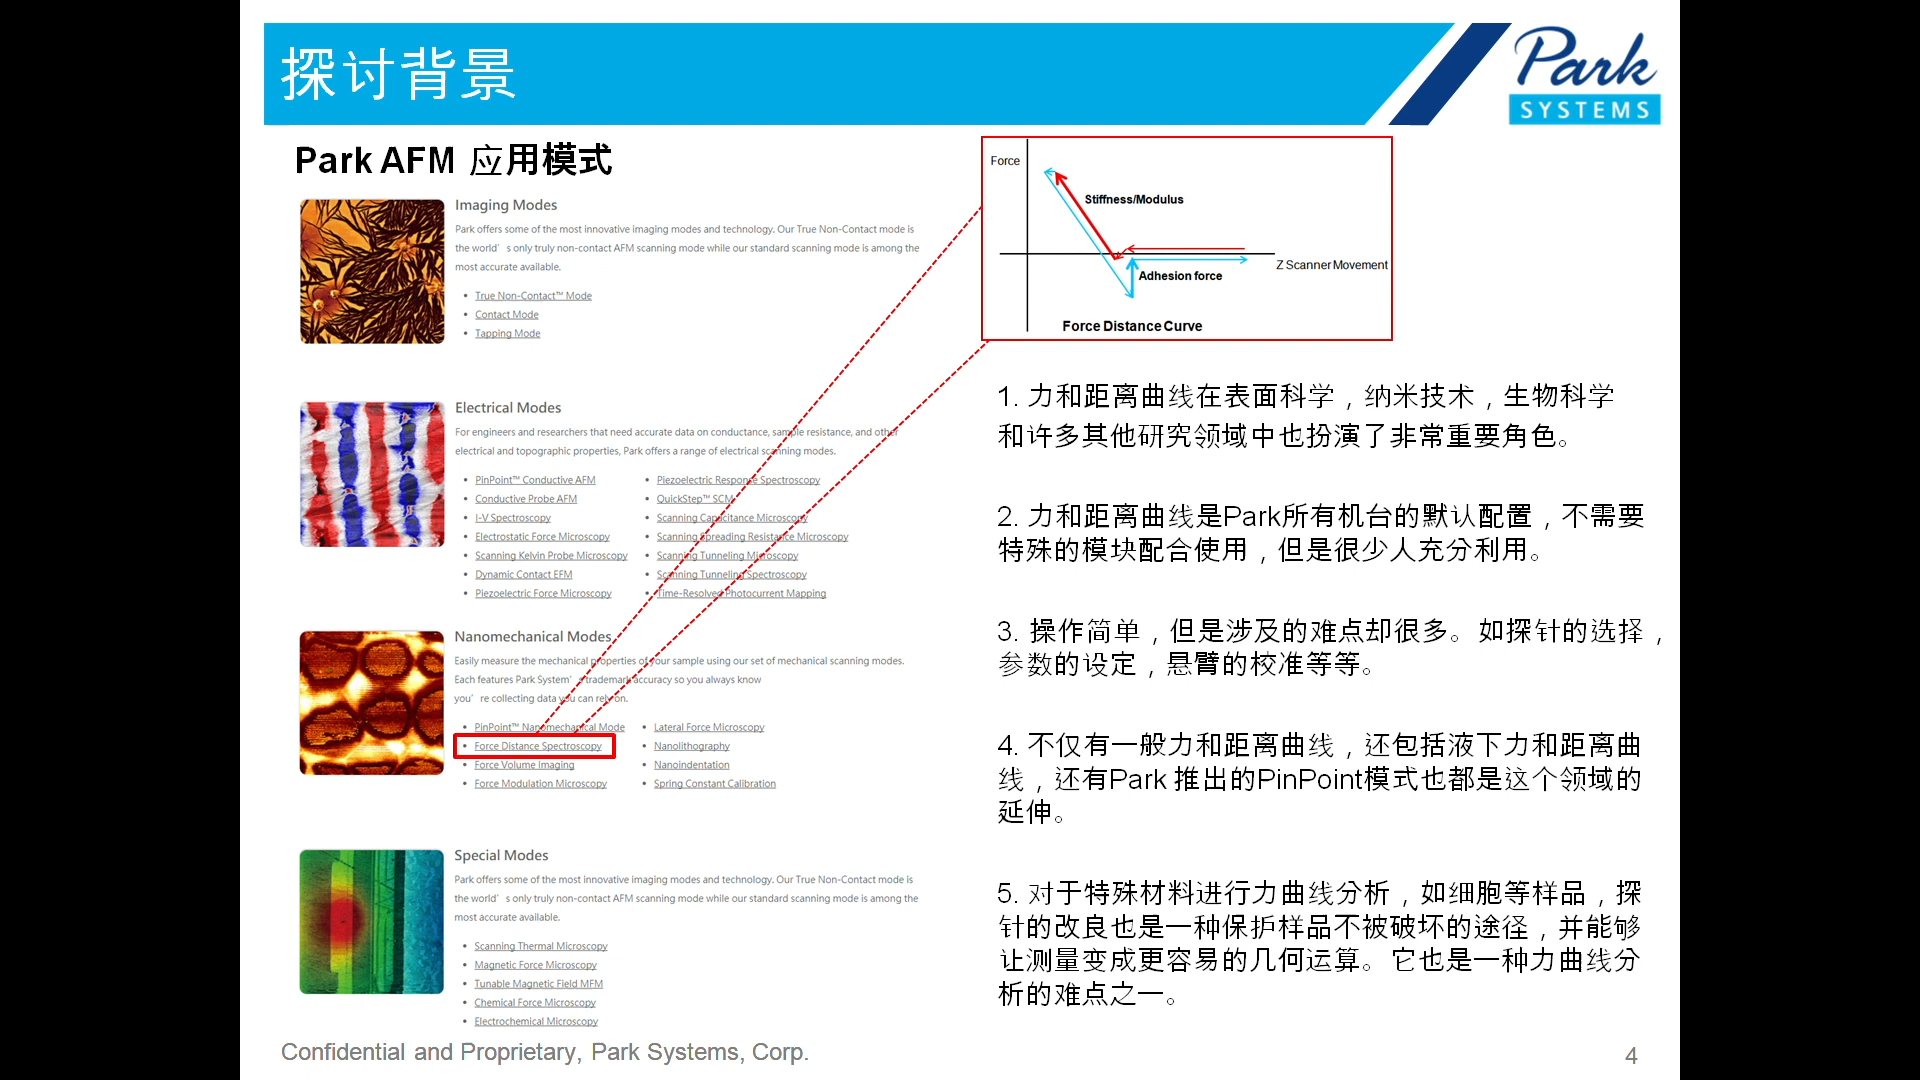 探讨背景
Park
SYSTEMS
Park AFM 应用模式
Imaging Modes
Park offers some of the most innovative imaging modes and technology. Our True Non-Contact mode is
the world's only truly non-contact AFM scanning mode while our standard scanning mode is among the
most accurate available.
• True Non-Contact™ Mode
• Contact Mode
• Tapping Mode
Electrical Modes
For engineers and researchers that need accurate data on conductance, sample resistance, and other
electrical and topographic properties, Park offers a range of electrical scanning modes.
• PinPoint™ Conductive AFM
• Conductive Probe AFM
• I-V Spectroscopy
• Electrostatic Force Microscopy
• Scanning Kelvin Probe Microscopy
• Dynamic Contact EFM
• Piezoelectric Force Microscopy
• Piezoelectric Response Spectroscopy
• QuickStep™ SCM
• Scanning Capacitance Microscopy
• Scanning Spreading Resistance Microscopy
• Scanning Tunneling Microscopy
• Scanning Tunneling Spectroscopy
• Time-Resolved Photocurrent Mapping
Nanomechanical Modes
Easily measure the mechanical properties of your sample using our set of mechanical scanning modes.
Each features Park System's trademark accuracy so you always know
you're collecting data you can rely on.
• PinPoint™ Nanomechanical Mode
• Force Distance Spectroscopy
• Force Volume Imaging
• Force Modulation Microscopy
• Lateral Force Microscopy
• Nanolithography
• Nanoindentation
• Spring Constant Calibration
Special Modes
Park offers some of the most innovative imaging modes and technology. Our True Non-Contact mode is
the world's only truly non-contact AFM scanning mode while our standard scanning mode is among the
most accurate available.
• Scanning Thermal Microscopy
• Magnetic Force Microscopy
• Tunable Magnetic Field MFM
• Chemical Force Microscopy
• Electrochemical Microscopy
Force
Stiffness/Modulus
Z Scanner Movement
Adhesion force
Force Distance Curve
1. 力和距离曲线在表面科学，纳米技术，生物科学
和许多其他研究领域中也扮演了非常重要角色。
2. 力和距离曲线是Park所有机台的默认配置，不需要
特殊的模块配合使用，但是很少人充分利用。
3. 操作简单，但是涉及的难点却很多。如探针的选择，
参数的设定，悬臂的校准等等。
4. 不仅有一般力和距离曲线，还包括液下力和距离曲
线，还有Park 推出的PinPoint模式也都是这个领域的
延伸。
5. 对于特殊材料进行力曲线分析，如细胞等样品，探
针的改良也是一种保护样品不被破坏的途径，并能够
让测量变成更容易的几何运算。它也是一种力曲线分
析的难点之一。
Confidential and Proprietary, Park Systems, Corp.
4